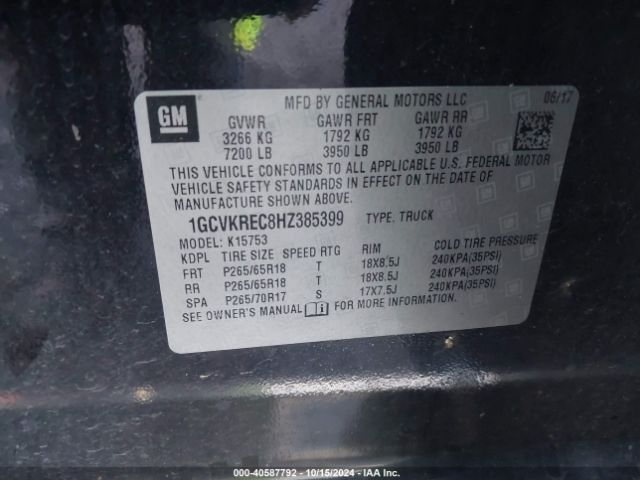 GM
MFD BY GENERAL MOTORS LLC 06/17
GVWR GAWR FRT GAWR RR
3266 KG 1792 KG 1792 KG
7200 LB 3950 LB 3950 LB
THIS VEHICLE CONFORMS TO ALL APPLICABLE U.S. FEDERAL MOTOR
VEHICLE SAFETY STANDARDS IN EFFECT ON THE DATE OF
MANUFACTURE SHOWN ABOVE.
1GCVKREC8HZ385399 TYPE: TRUCK
MODEL: K15753
KDPL TIRE SIZE SPEED RTG RIM COLD TIRE PRESSURE
FRT P265/65R18 T 18X8.5J 240KPA(35PSI)
RR P265/65R18 T 18X8.5J 240KPA(35PSI)
SPA P265/70R17 S 17X7.5J 240KPA(35PSI)
SEE OWNER'S MANUAL FOR MORE INFORMATION.
000-40587792 - 10/15/2024 - IAA Inc.